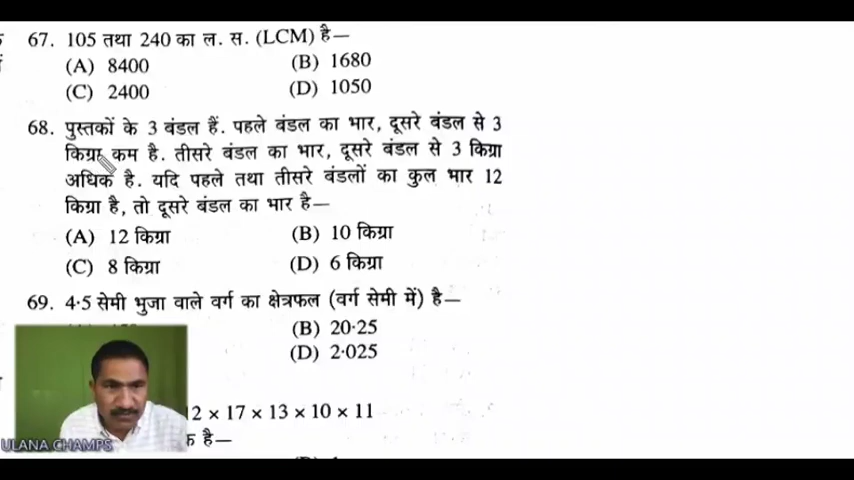 67. 105 तथा 240 का ल. स. (LCM) है—
(A) 8400 (B) 1680
(C) 2400 (D) 1050
68. पुस्तकों के 3 बंडल हैं. पहले बंडल का भार, दूसरे बंडल से 3
किग्रा कम है. तीसरे बंडल का भार, दूसरे बंडल से 3 किग्रा
अधिक है. यदि पहले तथा तीसरे बंडलों का कुल भार 12
किग्रा है, तो दूसरे बंडल का भार है—
(A) 12 किग्रा (B) 10 किग्रा
(C) 8 किग्रा (D) 6 किग्रा
69. 4·5 सेमी भुजा वाले वर्ग का क्षेत्रफल (वर्ग सेमी में) है—
(B) 20·25
(D) 2·025
12 × 17 × 13 × 10 × 11
है—
ULANA CHAMPS